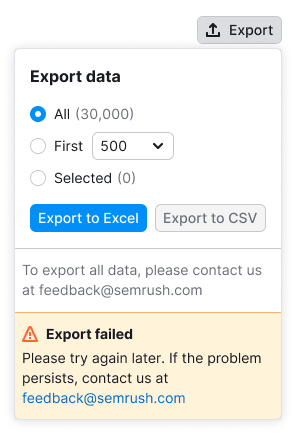 Export
Export data
All (30,000)
First 500
Selected (0)
Export to Excel Export to CSV
To export all data, please contact us
at feedback@semrush.com
Export failed
Please try again later. If the problem
persists, contact us at
feedback@semrush.com